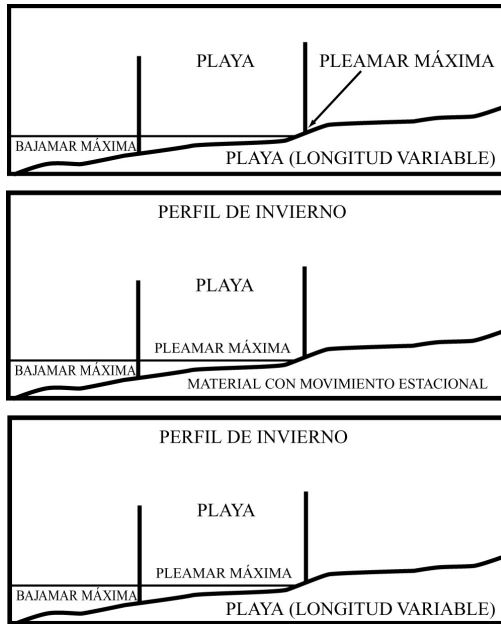 PLAYA
PLEAMAR MÁXIMA
BAJAMAR MÁXIMA
PLAYA (LONGITUD VARIABLE)
PERFIL DE INVIERNO
PLAYA
PLEAMAR MÁXIMA
BAJAMAR MÁXIMA
MATERIAL CON MOVIMIENTO ESTACIONAL
PERFIL DE INVIERNO
PLAYA
PLEAMAR MÁXIMA
BAJAMAR MÁXIMA
PLAYA (LONGITUD VARIABLE)